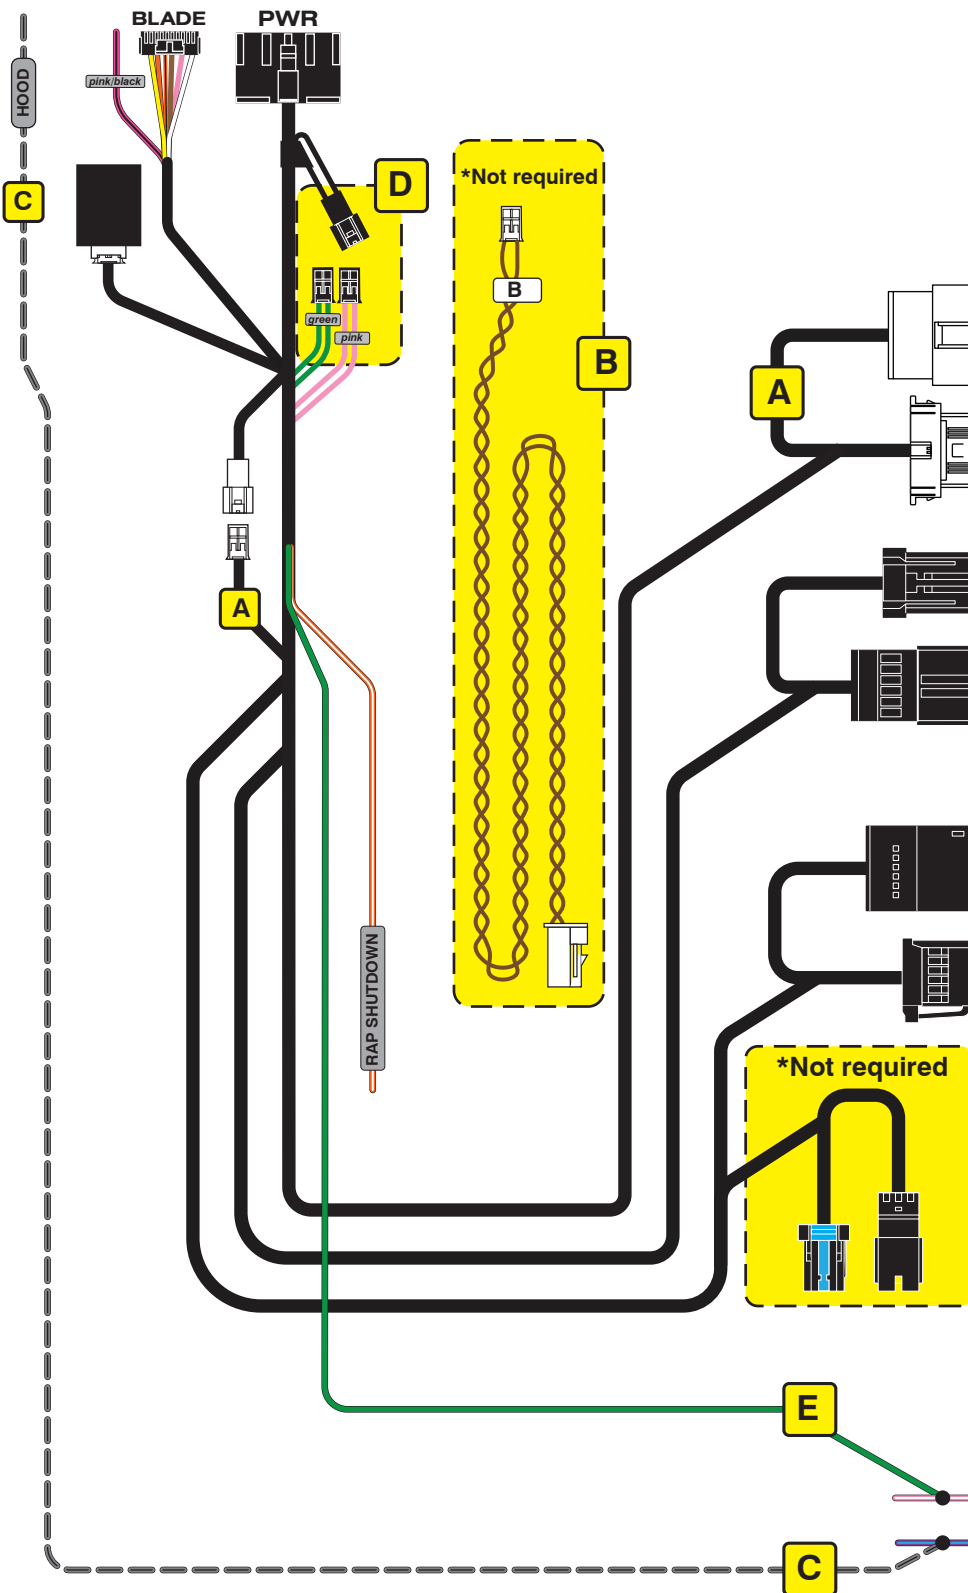 BLADE
PWR
HOOD
pink/black
C
D
*Not required
B
green
pink
B
A
A
RAP SHUTDOWN
*Not required
E
C